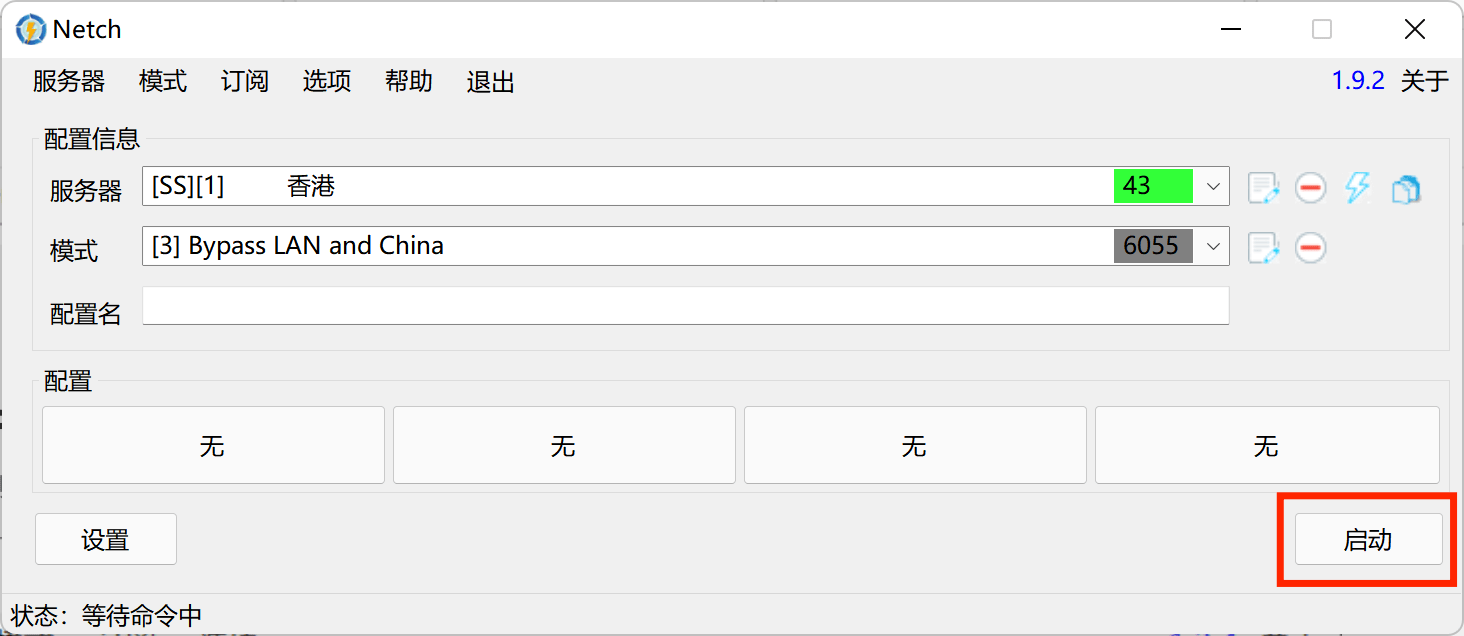 Netch
服务器 模式 订阅 选项 帮助 退出 1.9.2 关于
配置信息
服务器 [SS][1] 香港 43
模式 [3] Bypass LAN and China 6055
配置名
配置
无 无 无 无
设置 启动
状态：等待命令中